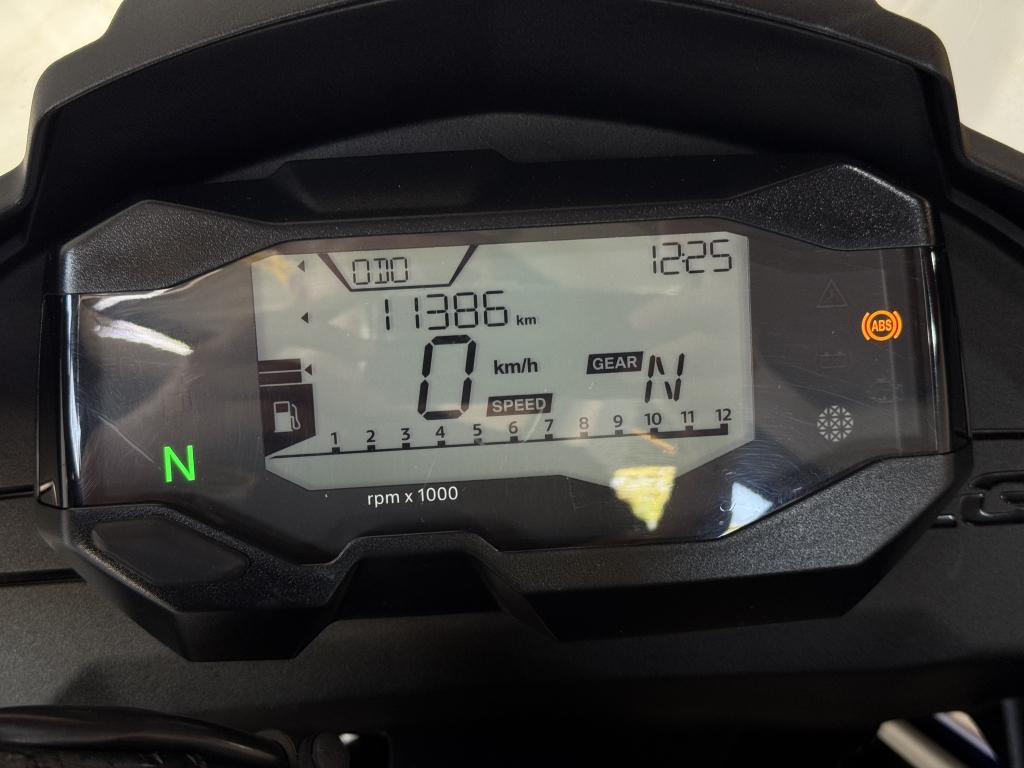 ODO
12:25
11386 km
0 km/h
GEAR N
SPEED
1 2 3 4 5 6 7 8 9 10 11 12
rpm x 1000
N
ABS